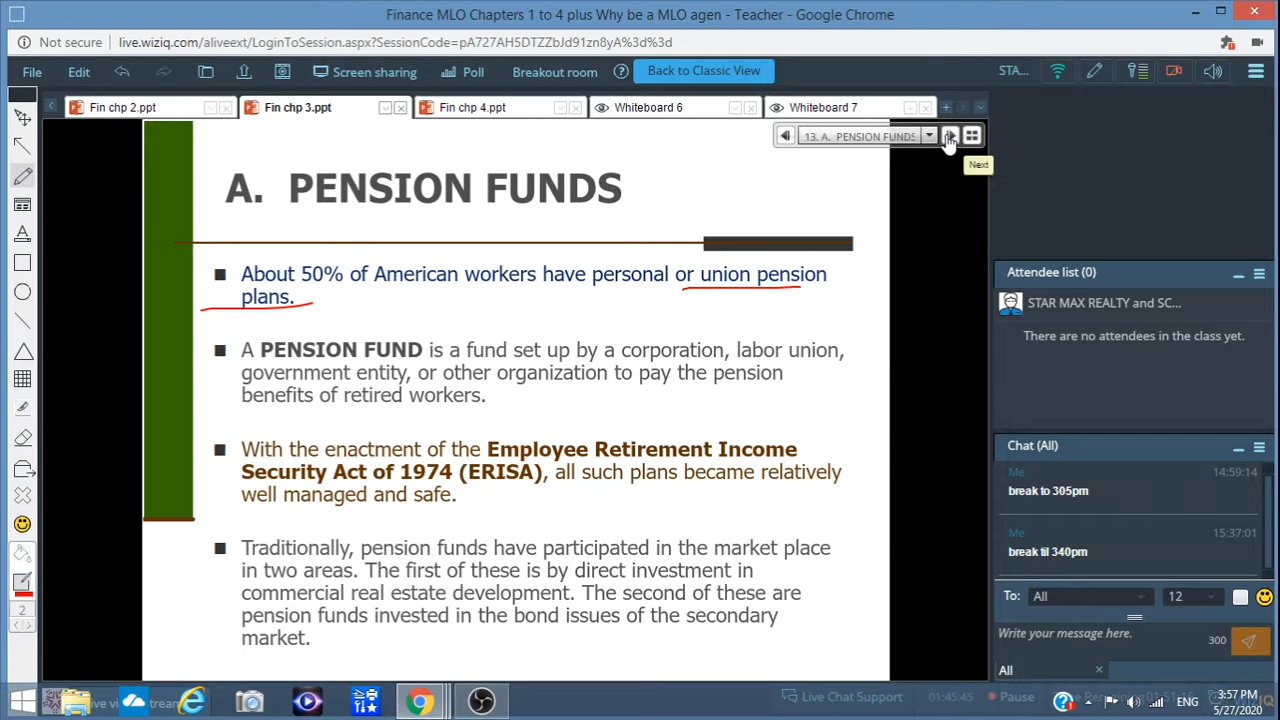 Finance MLO Chapters 1 to 4 plus Why be a MLO agen - Teacher - Google Chrome
Not secure live.wiziq.com/aliveext/LoginToSession.aspx?SessionCode=pA727AH5DTZZbJd91zn8yA%3d%3d
File Edit Screen sharing Poll Breakout room Back to Classic View STA...
Fin chp 2.ppt Fin chp 3.ppt Fin chp 4.ppt Whiteboard 6 Whiteboard 7
13. A. PENSION FUNDS
Next
A. PENSION FUNDS
About 50% of American workers have personal or union pension
plans.
A PENSION FUND is a fund set up by a corporation, labor union,
government entity, or other organization to pay the pension
benefits of retired workers.
With the enactment of the Employee Retirement Income
Security Act of 1974 (ERISA), all such plans became relatively
well managed and safe.
Traditionally, pension funds have participated in the market place
in two areas. The first of these is by direct investment in
commercial real estate development. The second of these are
pension funds invested in the bond issues of the secondary
market.
Attendee list (0)
STAR MAX REALTY and SC...
There are no attendees in the class yet.
Chat (All)
Me 14:59:14
break to 305pm
Me 15:37:01
break til 340pm
To: All 12
Write your message here. 300
All
2
Live Chat Support 01:45:45 Pause
ENG
3:57 PM
5/27/2020